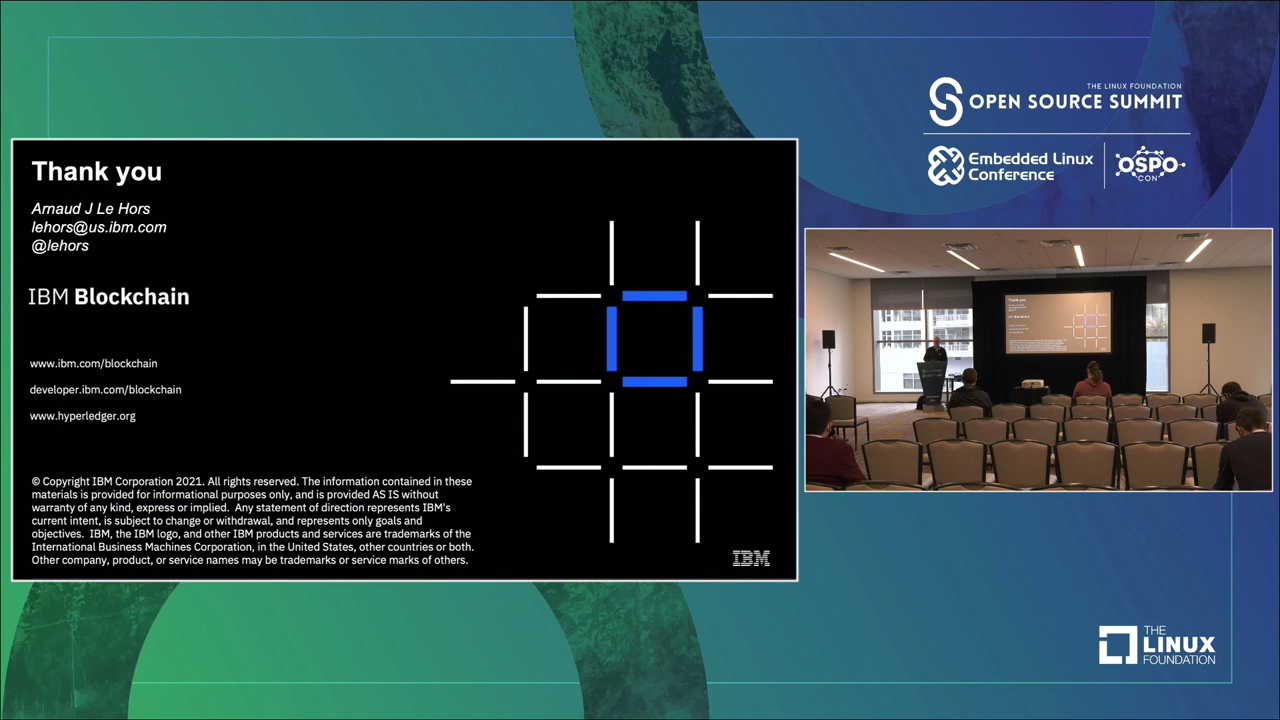 Thank you
Arnaud J Le Hors
lehors@us.ibm.com
@lehors
IBM Blockchain
www.ibm.com/blockchain
developer.ibm.com/blockchain
www.hyperledger.org
© Copyright IBM Corporation 2021. All rights reserved. The information contained in these
materials is provided for informational purposes only, and is provided AS IS without
warranty of any kind, express or implied. Any statement of direction represents IBM's
current intent, is subject to change or withdrawal, and represents only goals and
objectives. IBM, the IBM logo, and other IBM products and services are trademarks of the
International Business Machines Corporation, in the United States, other countries or both.
Other company, product, or service names may be trademarks or service marks of others.
IBM
THE LINUX FOUNDATION
OPEN SOURCE SUMMIT
Embedded Linux
Conference
OSPO
CON
Thank you
THE
LINUX
FOUNDATION